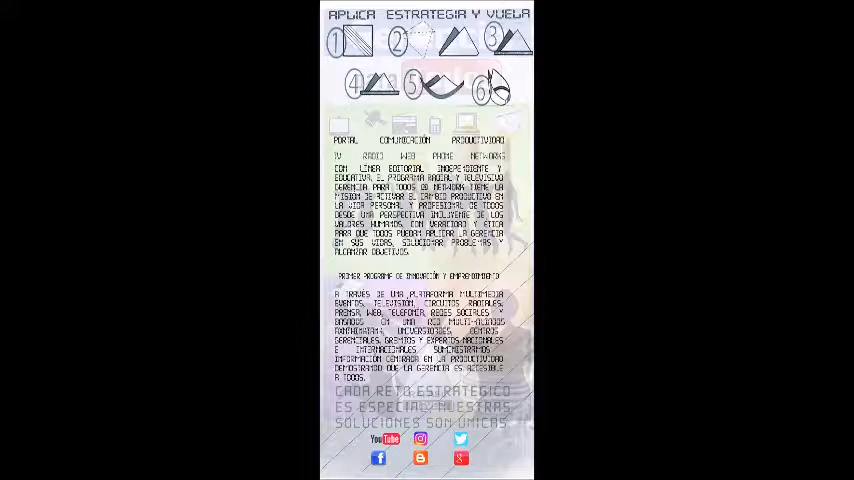 APLICA ESTRATEGIA Y VUELA
1 2 3
4 5 6
PORTAL COMUNICACIÓN PRODUCTIVIDAD
TV RADIO WEB PHONE NETWORKS
CON LÍNEA EDITORIAL INDEPENDIENTE Y
EDUCATIVA, EL PROGRAMA RADIAL Y TELEVISIVO
GERENCIA PARA TODOS @ NETWORK TIENE LA
MISIÓN DE ACTIVAR EL CAMBIO PRODUCTIVO EN
LA VIDA PERSONAL Y PROFESIONAL DE TODOS
DESDE UNA PERSPECTIVA INCLUYENTE DE LOS
VALORES HUMANOS, CON VERACIDAD Y ÉTICA
PARA QUE TODOS PUEDAN APLICAR LA GERENCIA
EN SUS VIDAS, SOLUCIONAR PROBLEMAS Y
ALCANZAR OBJETIVOS.
PRIMER PROGRAMA DE INNOVACIÓN Y EMPRENDIMIENTO
A TRAVÉS DE UNA PLATAFORMA MULTIMEDIA
EVENTOS, TELEVISIÓN, CIRCUITOS RADIALES,
PRENSA, WEB, TELEFONÍA, REDES SOCIALES Y
BASADOS EN UNA RED MULTI-ALIADOS
UNIVERSIDADES, CENTROS
GERENCIALES, GREMIOS Y EXPERTOS NACIONALES
E INTERNACIONALES SUMINISTRAMOS
INFORMACIÓN CENTRADA EN LA PRODUCTIVIDAD
DEMOSTRANDO QUE LA GERENCIA ES ACCESIBLE
A TODOS.
CADA RETO ESTRATEGICO
ES ESPECIAL Y NUESTRAS
SOLUCIONES SON UNICAS
YouTube